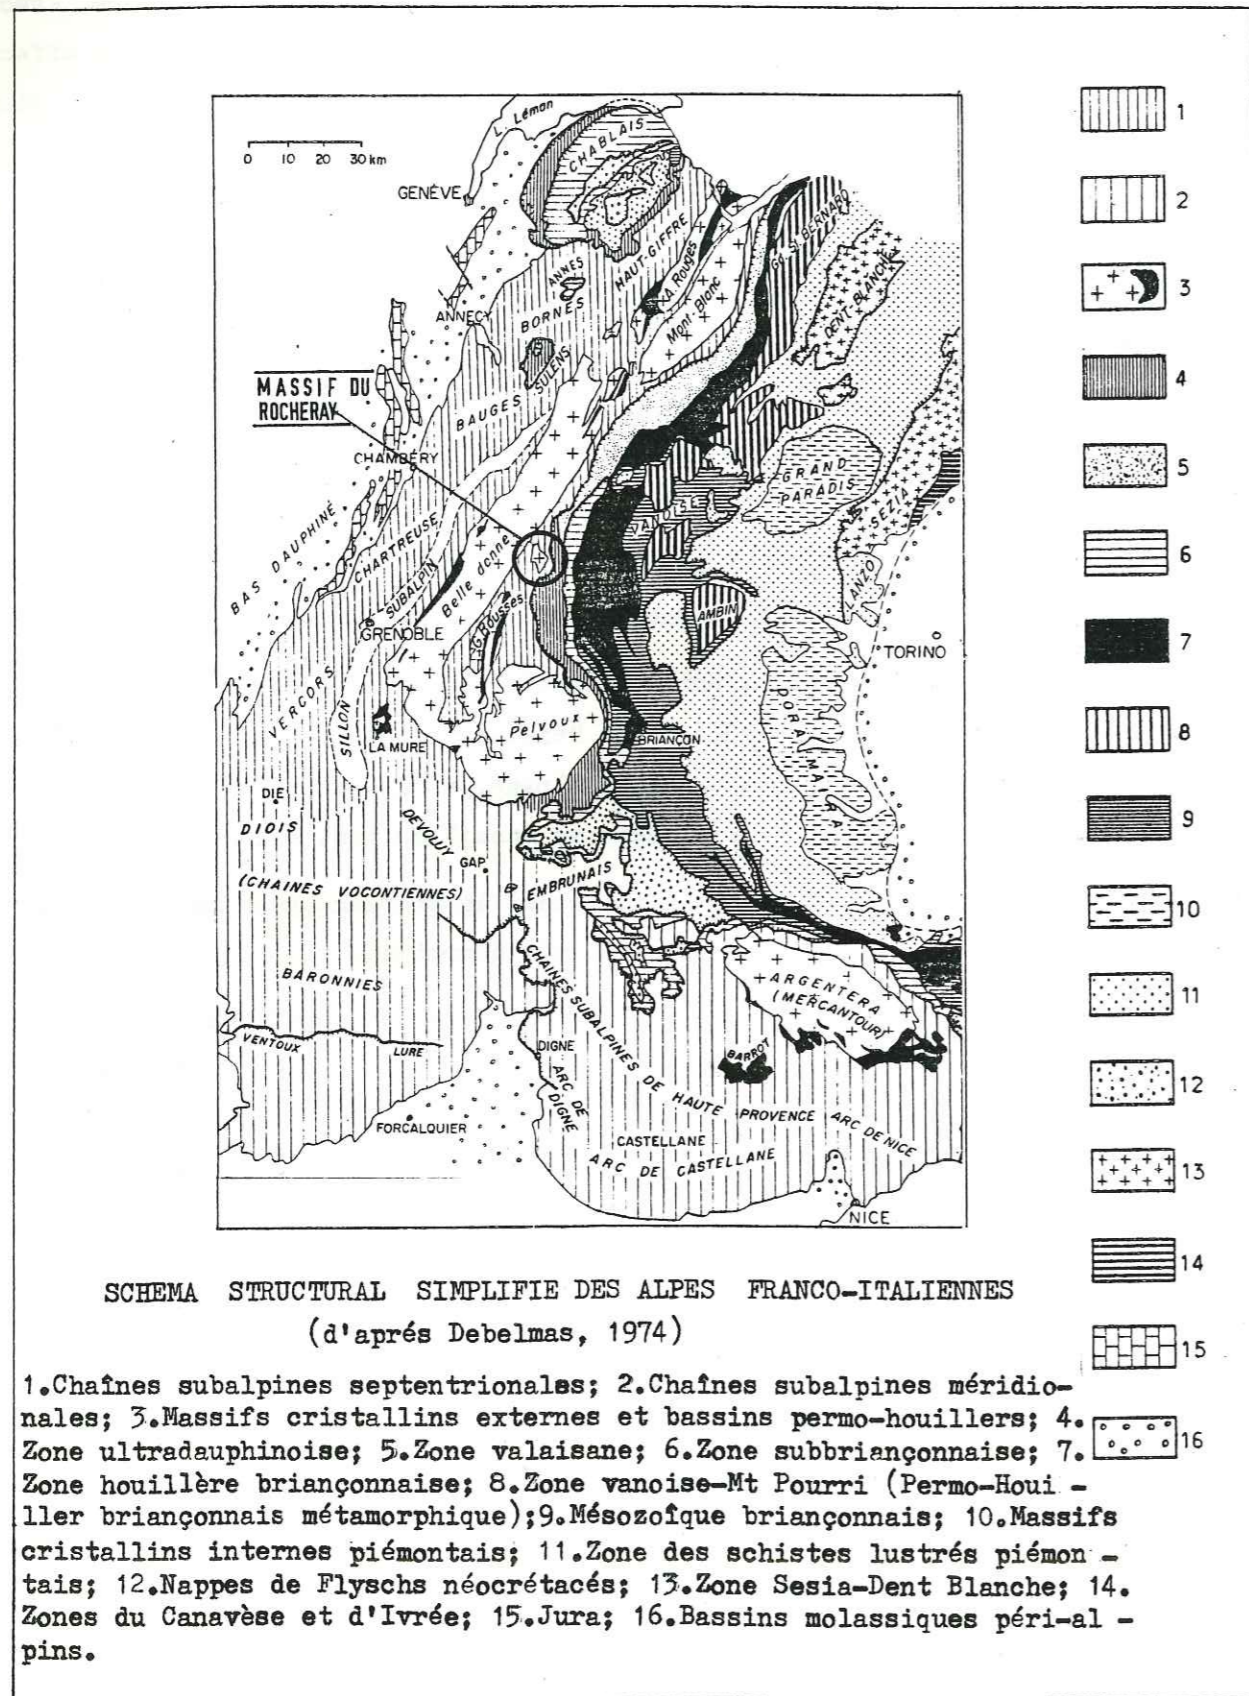 L. Lémon
CHABLAIS
0 10 20 30 km
GENÈVE
HAUT-GIFFRE
A. Rouges
Gd St BERNARD
ANNES
DENT-BLANCHE
Mont-Blanc
BORNES
ANNECY
SULENS
MASSIF DU
ROCHERAY
BAUGES
CHAMBÉRY
GRAND
PARADIS
SEZIA
VANOISE
BAS DAUPHINÉ
CHARTREUSE
SUBALPIN
Belle donne
LANZO
AMBIN
GRENOBLE
G. Rousses
TORINO
VERCORS
SILLON
Pelvoux
DORA MAIRA
LA MURE
BRIANÇON
DIE
DIOIS
DÉVOLUY
GAP
EMBRUNAIS
(CHAINES VOCONTIENNES)
BARONNIES
CHAINES SUBALPINES DE HAUTE PROVENCE
ARGENTERA
(MERCANTOUR)
VENTOUX
LURE
DIGNE
BARROT
ARC DE
DIGNE
ARC DE NICE
FORCALQUIER
CASTELLANE
ARC DE CASTELLANE
NICE
1
2
3
4
5
6
7
8
9
10
11
12
13
14
15
16
SCHEMA STRUCTURAL SIMPLIFIE DES ALPES FRANCO-ITALIENNES
(d'aprés Debelmas, 1974)
1.Chaînes subalpines septentrionales; 2.Chaînes subalpines méridio-
nales; 3.Massifs cristallins externes et bassins permo-houillers; 4.
Zone ultradauphinoise; 5.Zone valaisane; 6.Zone subbriançonnaise; 7.
Zone houillère briançonnaise; 8.Zone vanoise-Mt Pourri (Permo-Houi -
ller briançonnais métamorphique);9.Mésozoîque briançonnais; 10.Massifs
cristallins internes piémontais; 11.Zone des schistes lustrés piémon -
tais; 12.Nappes de Flyschs néocrétacés; 13.Zone Sesia-Dent Blanche; 14.
Zones du Canavèse et d'Ivrée; 15.Jura; 16.Bassins molassiques péri-al -
pins.